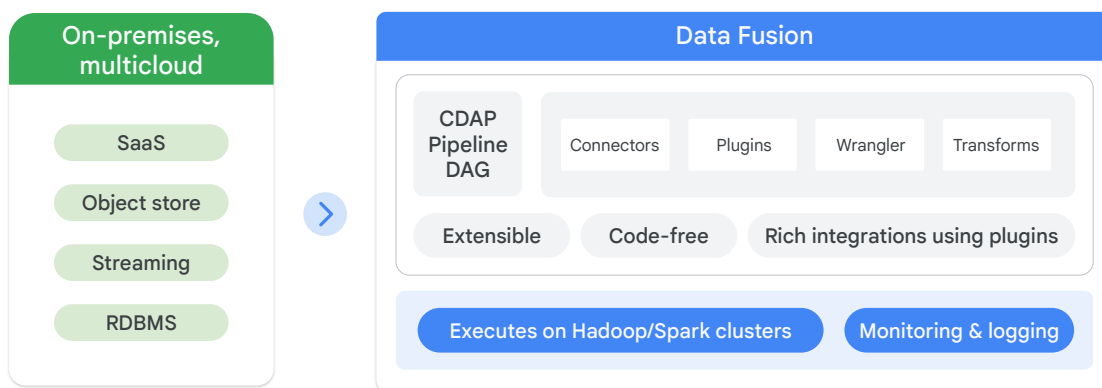 On-premises,
multicloud
SaaS
Object store
Streaming
RDBMS
Data Fusion
CDAP
Pipeline
DAG
Connectors
Plugins
Wrangler
Transforms
Extensible
Code-free
Rich integrations using plugins
Executes on Hadoop/Spark clusters
Monitoring & logging